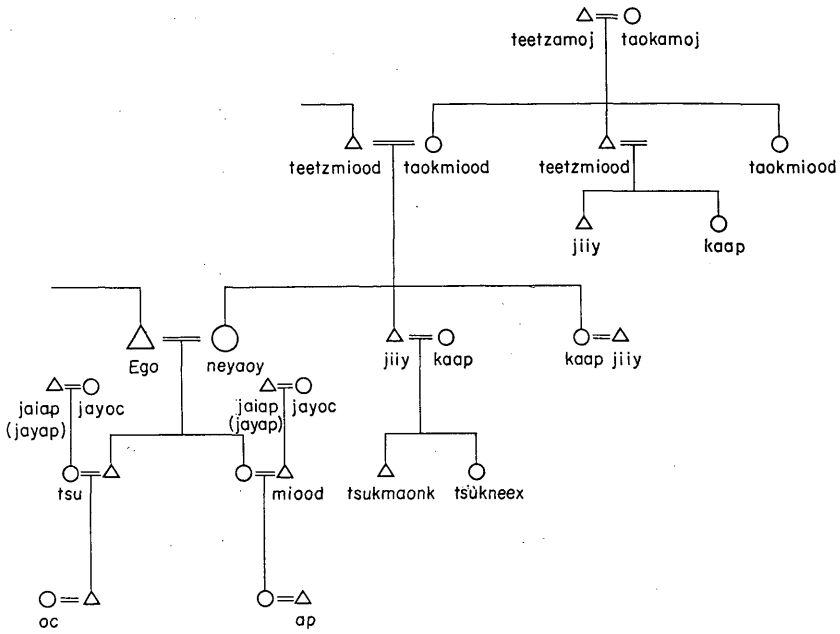 teetzamoj taokamoj
teetzmiood taokmiood teetzmiood taokmiood
jiiy kaap
Ego neyaoy jiiy kaap kaap jiiy
jaiap jayoc jaiap jayoc
(jayap) (jayap)
tsu miood tsukmaonk tsùkneex
oc ap